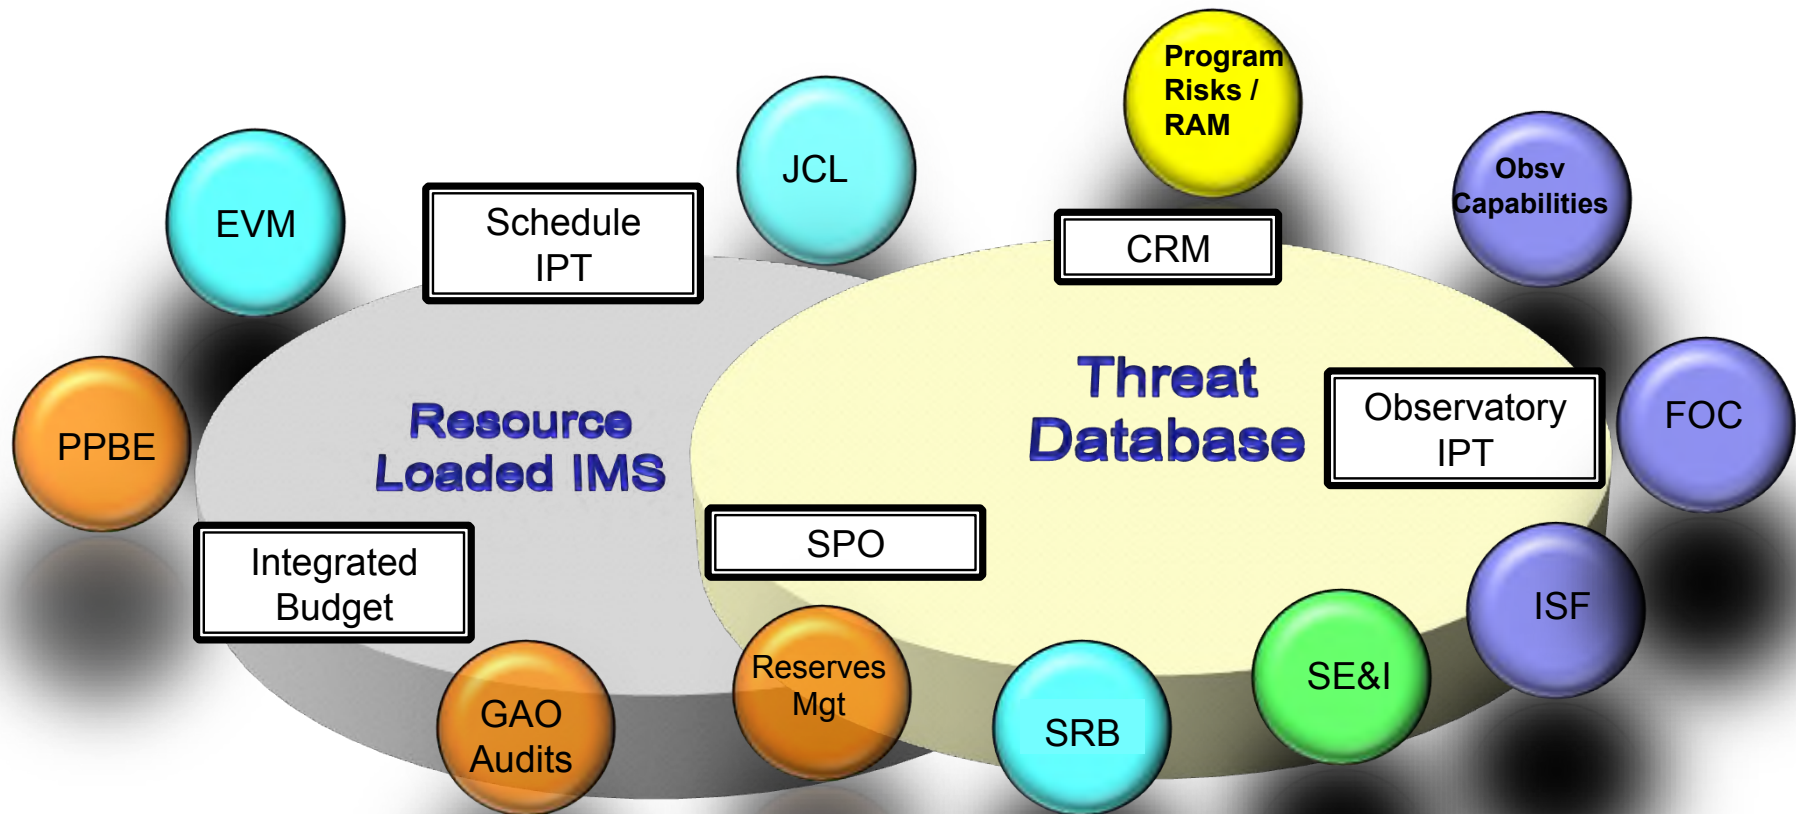 Program
Risks /
RAM
JCL
Obsv
Capabilities
EVM
Schedule
IPT
CRM
Threat
Database
Resource
Loaded IMS
Observatory
IPT
FOC
PPBE
SPO
Integrated
Budget
ISF
Reserves
Mgt
SE&I
GAO
Audits
SRB